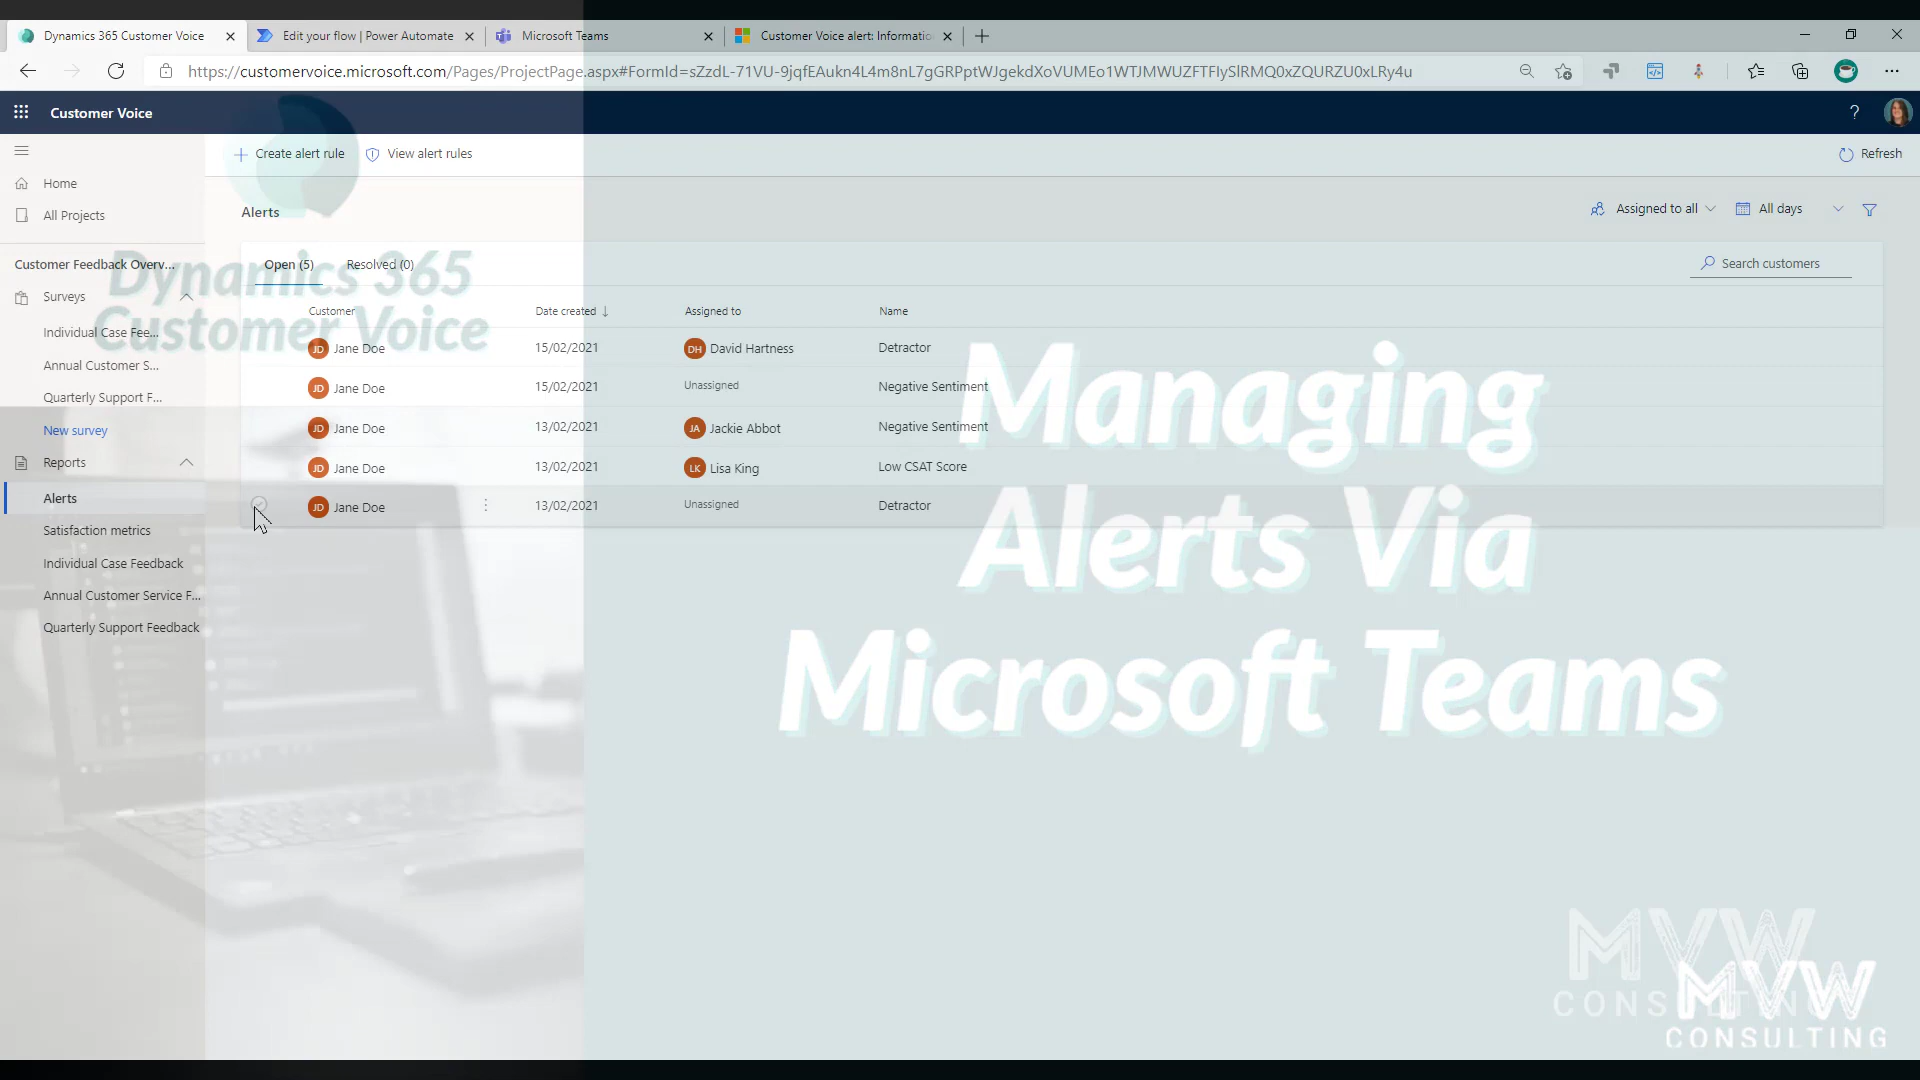 Dynamics 365 Customer Voice
Edit your flow | Power Automate
Microsoft Teams
Customer Voice alert: Informatio
https://customervoice.microsoft.com/Pages/ProjectPage.aspx#FormId=sZzdL-71VU-9jqfEAukn4L4m8nL7gGRPptWJgekdXoVUMEo1WTJMWUZFTFIySlRMQ0xZQURZU0xLRy4u
Customer Voice
?
Create alert rule
View alert rules
Refresh
Home
All Projects
Alerts
Assigned to all
All days
Customer Feedback Overv...
Open (5)
Resolved (0)
Search customers
Surveys
Individual Case Fee...
Annual Customer S...
Quarterly Support F...
New survey
Reports
Alerts
Satisfaction metrics
Individual Case Feedback
Annual Customer Service F...
Quarterly Support Feedback
Customer Date created Assigned to Name
JD Jane Doe 15/02/2021 DH David Hartness Detractor
JD Jane Doe 15/02/2021 Unassigned Negative Sentiment
JD Jane Doe 13/02/2021 JA Jackie Abbot Negative Sentiment
JD Jane Doe 13/02/2021 LK Lisa King Low CSAT Score
JD Jane Doe 13/02/2021 Unassigned Detractor
Dynamics 365
Customer Voice
Managing
Alerts Via
Microsoft Teams
MVW
CONSULTING
MVW
CONSULTING